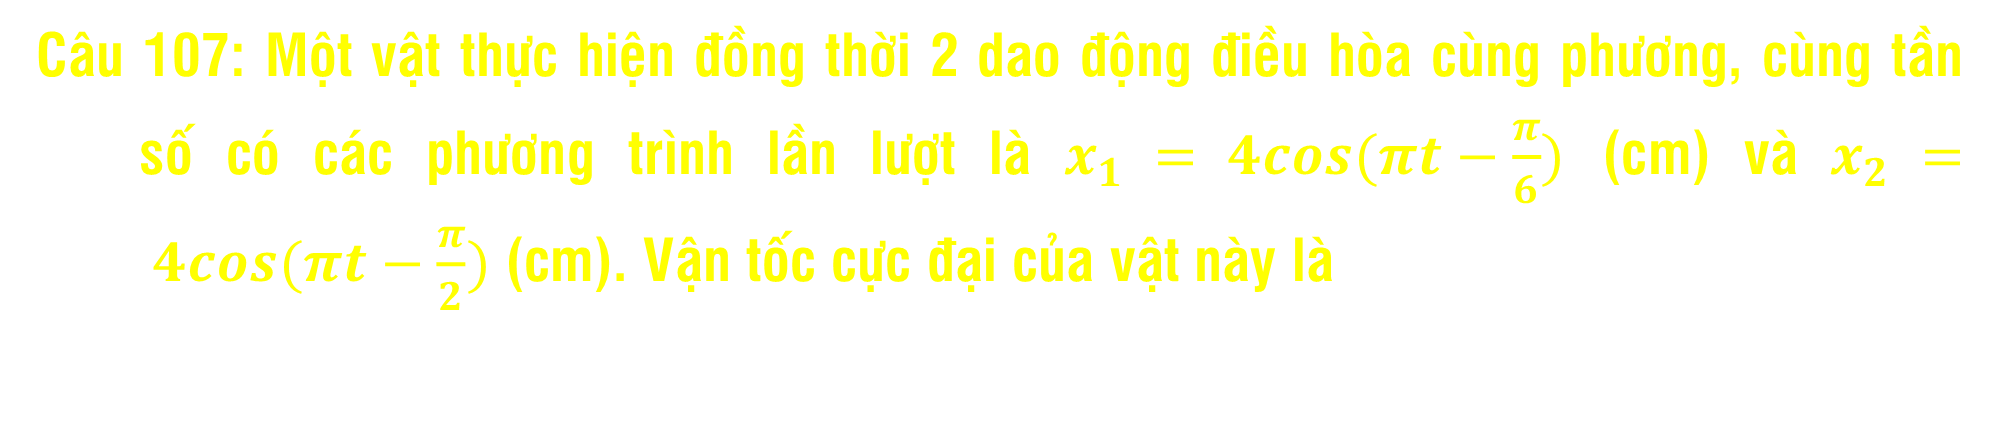 Câu 107: Một vật thực hiện đồng thời 2 dao động điều hòa cùng phương, cùng tần
số có các phương trình lần lượt là x₁ = 4cos(πt − π/6) (cm) và x₂ =
4cos(πt − π/2) (cm). Vận tốc cực đại của vật này là